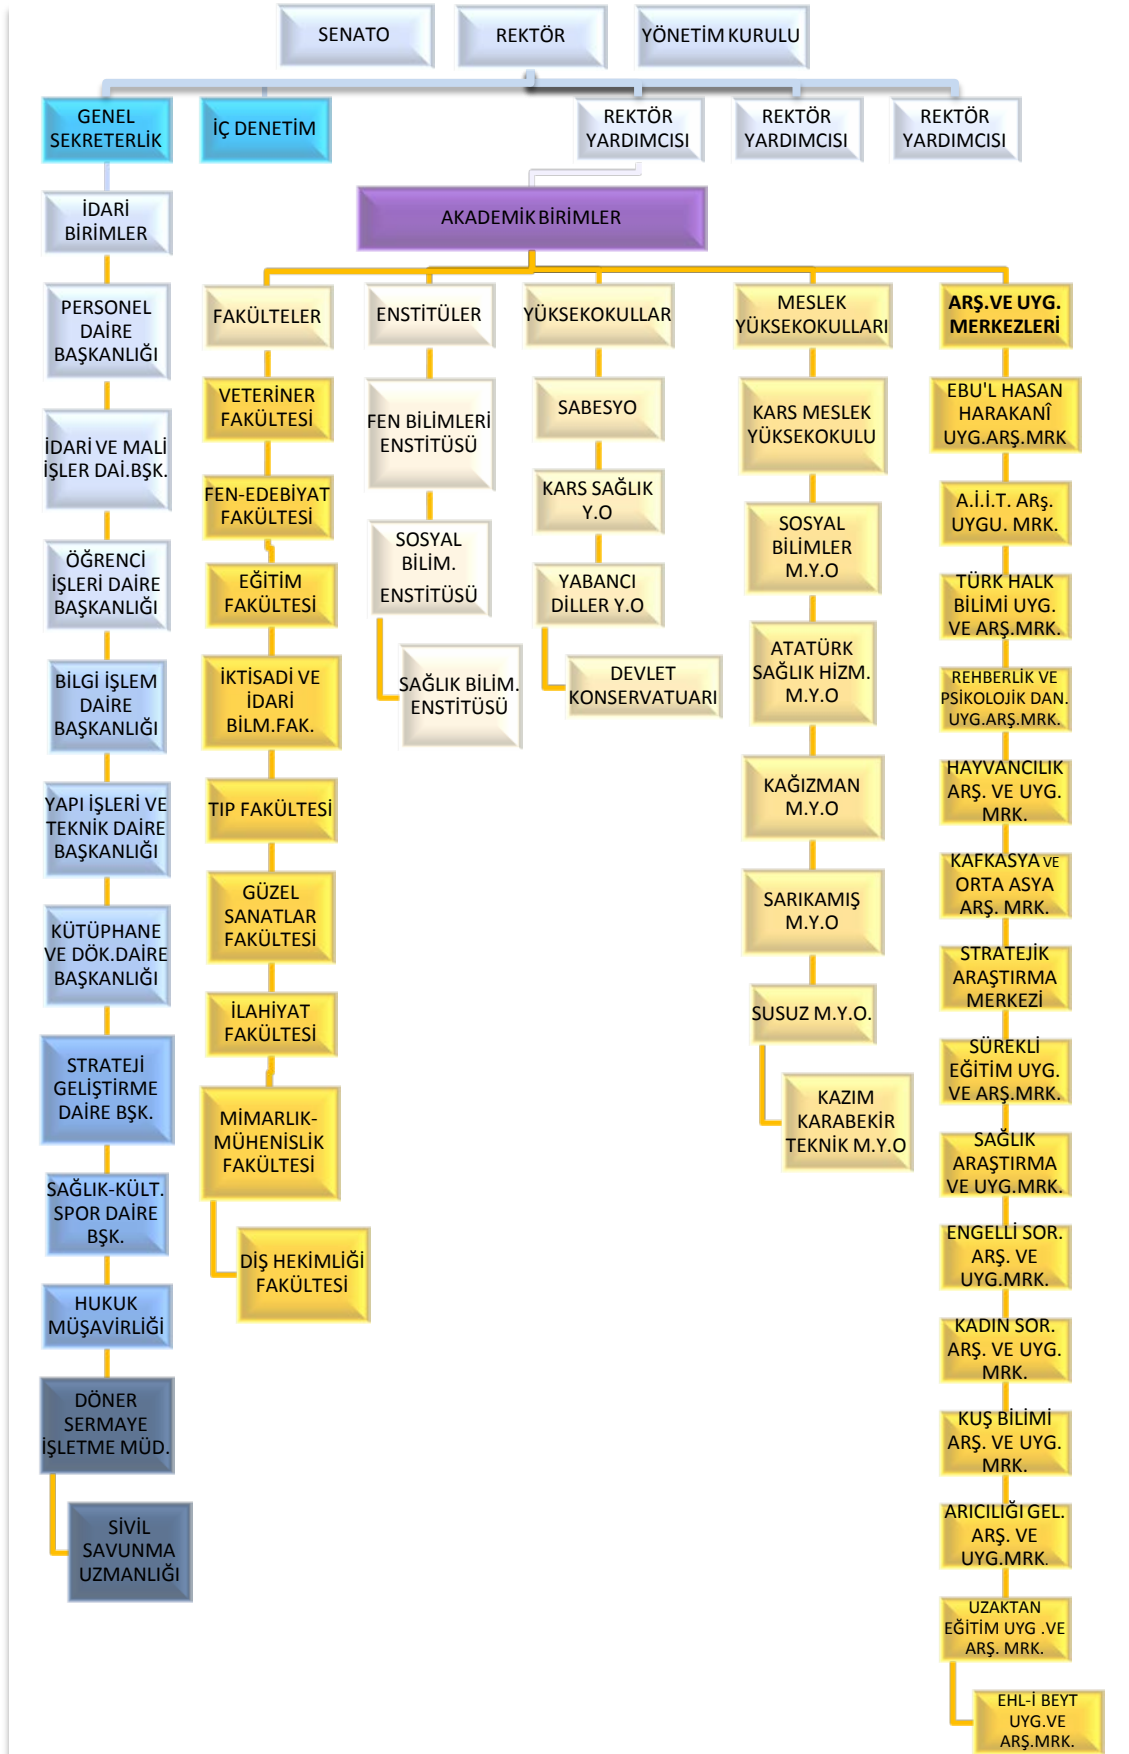 SENATO
REKTÖR
YÖNETİM KURULU
GENEL
SEKRETERLİK
İÇ DENETİM
REKTÖR
YARDIMCISI
REKTÖR
YARDIMCISI
REKTÖR
YARDIMCISI
İDARİ
BİRİMLER
PERSONEL
DAİRE
BAŞKANLIĞI
İDARİ VE MALİ
İŞLER DAİ.BŞK.
ÖĞRENCİ
İŞLERİ DAİRE
BAŞKANLIĞI
BİLGİ İŞLEM
DAİRE
BAŞKANLIĞI
YAPI İŞLERİ VE
TEKNİK DAİRE
BAŞKANLIĞI
KÜTÜPHANE
VE DÖK.DAİRE
BAŞKANLIĞI
STRATEJİ
GELİŞTİRME
DAİRE BŞK.
SAĞLIK-KÜLT.
SPOR DAİRE
BŞK.
HUKUK
MÜŞAVİRLİĞİ
DÖNER
SERMAYE
İŞLETME MÜD.
SİVİL
SAVUNMA
UZMANLIĞI
AKADEMİK BİRİMLER
FAKÜLTELER
VETERİNER
FAKÜLTESİ
FEN-EDEBİYAT
FAKÜLTESİ
EĞİTİM
FAKÜLTESİ
İKTİSADİ VE
İDARİ
BİLM.FAK.
TIP FAKÜLTESİ
GÜZEL
SANATLAR
FAKÜLTESİ
İLAHİYAT
FAKÜLTESİ
MİMARLIK-
MÜHENİSLİK
FAKÜLTESİ
DİŞ HEKİMLİĞİ
FAKÜLTESİ
ENSTİTÜLER
FEN BİLİMLERİ
ENSTİTÜSÜ
SOSYAL
BİLİM.
ENSTİTÜSÜ
SAĞLIK BİLİM.
ENSTİTÜSÜ
YÜKSEKOKULLAR
SABESYO
KARS SAĞLIK
Y.O
YABANCI
DİLLER Y.O
DEVLET
KONSERVATUARI
MESLEK
YÜKSEKOKULLARI
KARS MESLEK
YÜKSEKOKULU
SOSYAL
BİLİMLER
M.Y.O
ATATÜRK
SAĞLIK HİZM.
M.Y.O
KAĞIZMAN
M.Y.O
SARIKAMIŞ
M.Y.O
SUSUZ M.Y.O.
KAZIM
KARABEKİR
TEKNİK M.Y.O
ARŞ.VE UYG.
MERKEZLERİ
EBU'L HASAN
HARAKANÎ
UYG.ARŞ.MRK
A.İ.İ.T. ARş.
UYGU. MRK.
TÜRK HALK
BİLİMİ UYG.
VE ARŞ.MRK.
REHBERLİK VE
PSİKOLOJİK DAN.
UYG.ARŞ.MRK.
HAYVANCILIK
ARŞ. VE UYG.
MRK.
KAFKASYA VE
ORTA ASYA
ARŞ. MRK.
STRATEJİK
ARAŞTIRMA
MERKEZİ
SÜREKLİ
EĞİTİM UYG.
VE ARŞ.MRK.
SAĞLIK
ARAŞTIRMA
VE UYG.MRK.
ENGELLİ SOR.
ARŞ. VE
UYG.MRK.
KADIN SOR.
ARŞ. VE UYG.
MRK.
KUŞ BİLİMİ
ARŞ. VE UYG.
MRK.
ARICILIĞI GEL.
ARŞ. VE
UYG.MRK.
UZAKTAN
EĞİTİM UYG .VE
ARŞ. MRK.
EHL-İ BEYT
UYG.VE
ARŞ.MRK.